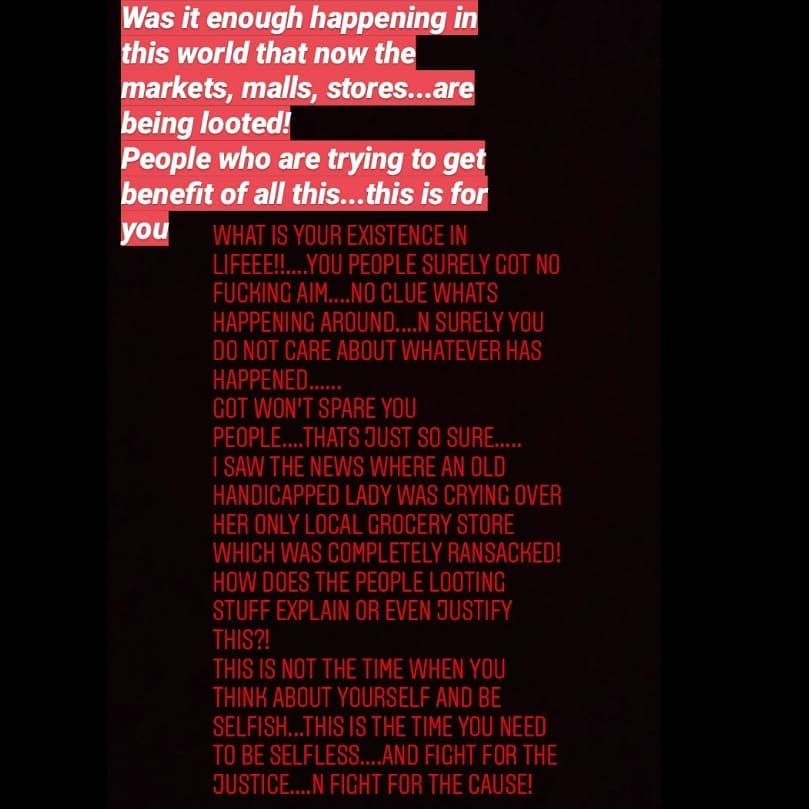 Was it enough happening in
this world that now the
markets, malls, stores...are
being looted!
People who are trying to get
benefit of all this...this is for
you
WHAT IS YOUR EXISTENCE IN
LIFEEE!!....YOU PEOPLE SURELY GOT NO
FUCKING AIM....NO CLUE WHATS
HAPPENING AROUND....N SURELY YOU
DO NOT CARE ABOUT WHATEVER HAS
HAPPENED......
GOT WON'T SPARE YOU
PEOPLE....THATS JUST SO SURE.....
I SAW THE NEWS WHERE AN OLD
HANDICAPPED LADY WAS CRYING OVER
HER ONLY LOCAL GROCERY STORE
WHICH WAS COMPLETELY RANSACKED!
HOW DOES THE PEOPLE LOOTING
STUFF EXPLAIN OR EVEN JUSTIFY
THIS?!
THIS IS NOT THE TIME WHEN YOU
THINK ABOUT YOURSELF AND BE
SELFISH...THIS IS THE TIME YOU NEED
TO BE SELFLESS....AND FIGHT FOR THE
JUSTICE....N FIGHT FOR THE CAUSE!